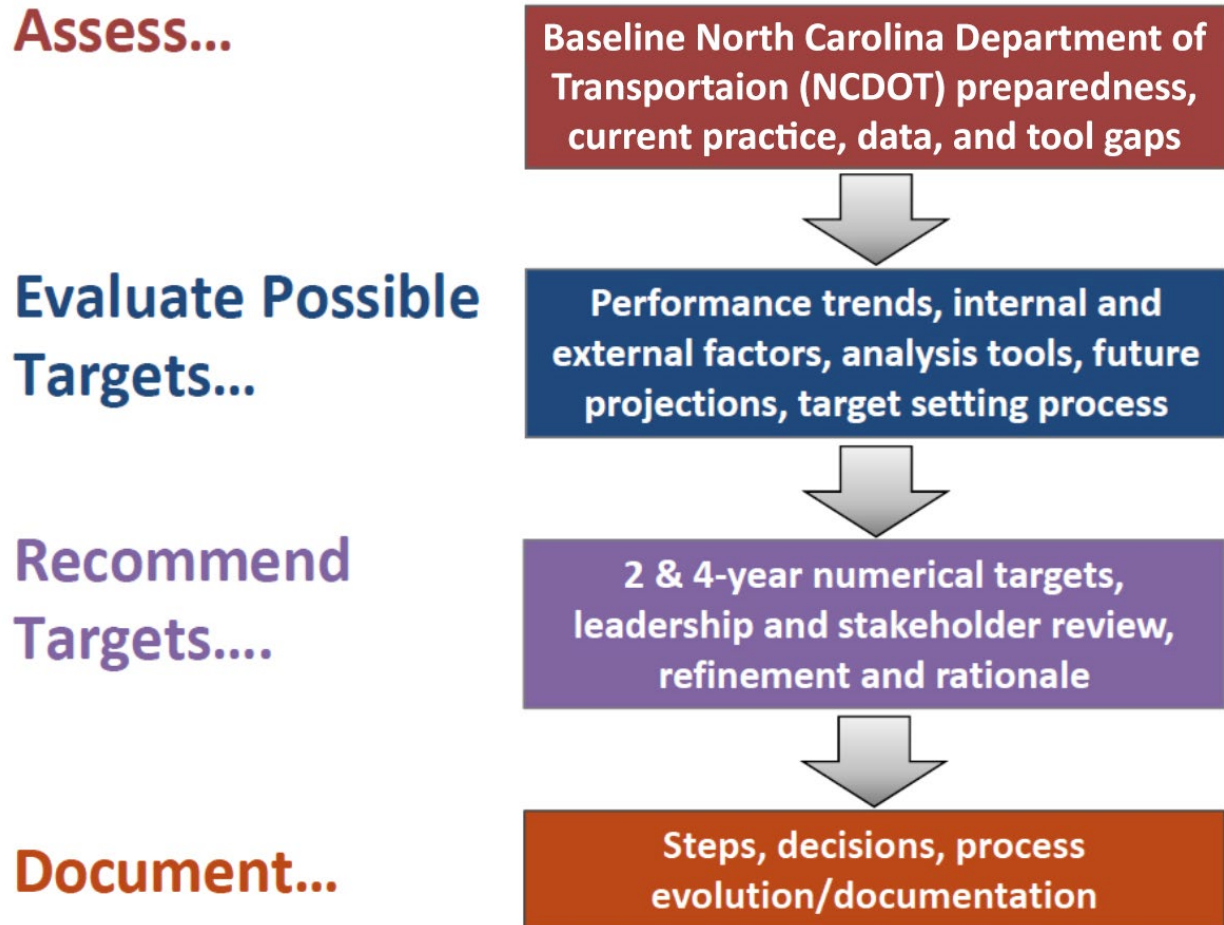 Assess...
Baseline North Carolina Department of
Transportaion (NCDOT) preparedness,
current practice, data, and tool gaps
Evaluate Possible
Targets...
Performance trends, internal and
external factors, analysis tools, future
projections, target setting process
Recommend
Targets....
2 & 4-year numerical targets,
leadership and stakeholder review,
refinement and rationale
Document...
Steps, decisions, process
evolution/documentation